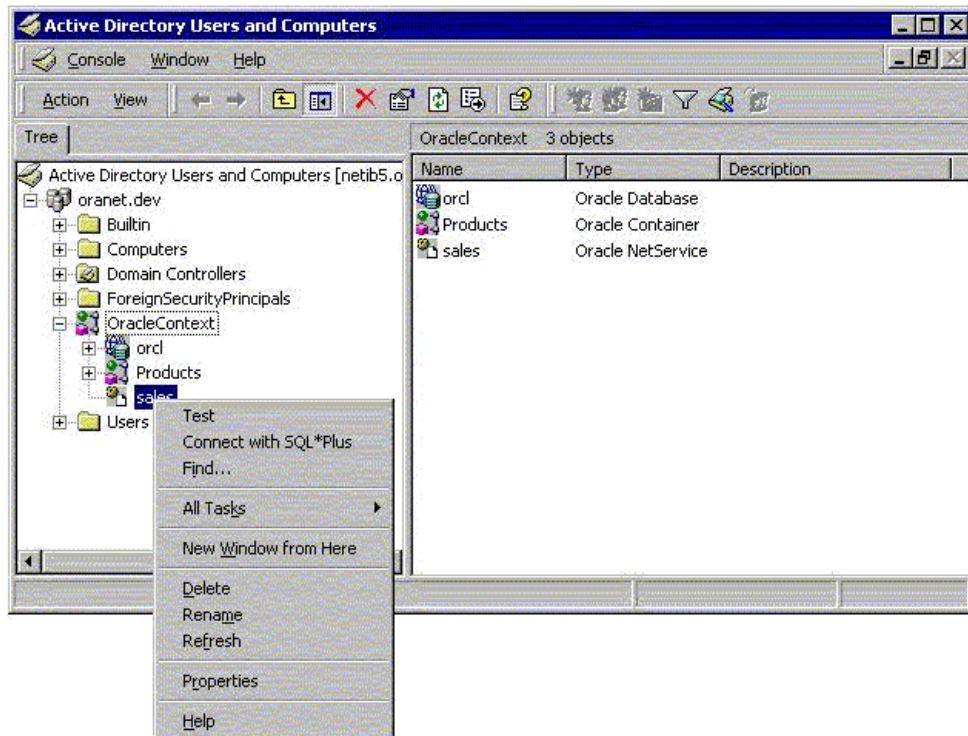 Active Directory Users and Computers
Console Window Help
Action View
Tree
OracleContext 3 objects
Active Directory Users and Computers [netib5.o
oranet.dev
Builtin
Computers
Domain Controllers
ForeignSecurityPrincipals
OracleContext
orcl
Products
sales
Users
Name Type Description
orcl Oracle Database
Products Oracle Container
sales Oracle NetService
Test
Connect with SQL*Plus
Find...
All Tasks
New Window from Here
Delete
Rename
Refresh
Properties
Help